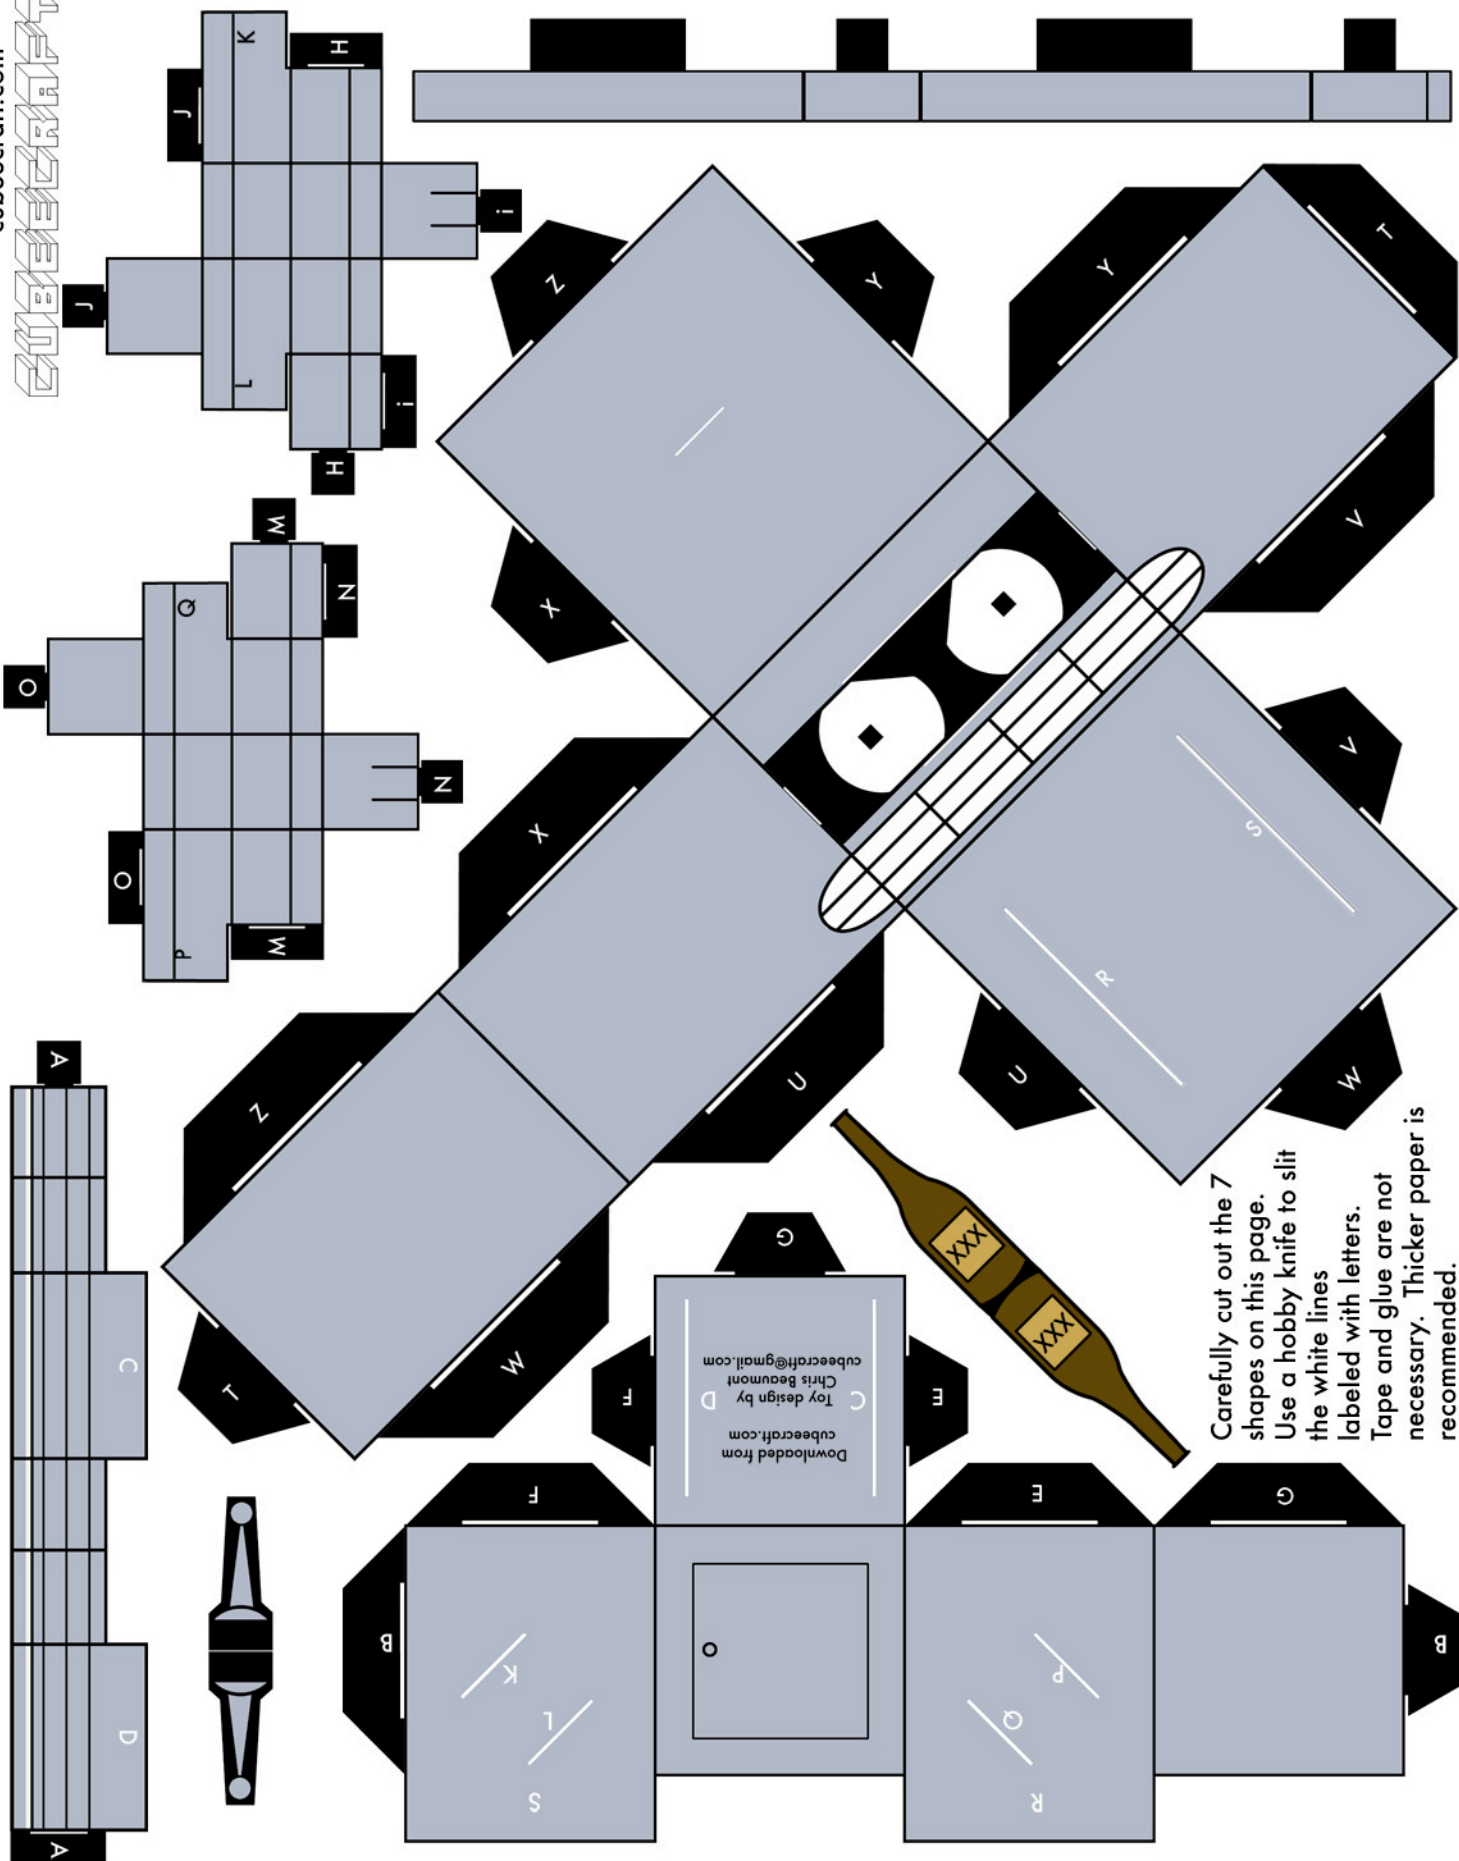 CUBEECRAFT
K
H
J
i
J
L
i
H
M
N
Q
O
N
O
P
M
Z
Y
Y
T
X
V
X
V
S
R
U
W
Z
U
T
W
A
C
D
A
G
F
D
C
E
Downloaded from
cubeecraft.com
Toy design by
Chris Beaumont
cubeecraft@gmail.com
XXX
XXX
F
E
G
B
K
L
S
P
Q
R
B
Carefully cut out the 7
shapes on this page.
Use a hobby knife to slit
the white lines
labeled with letters.
Tape and glue are not
necessary. Thicker paper is
recommended.